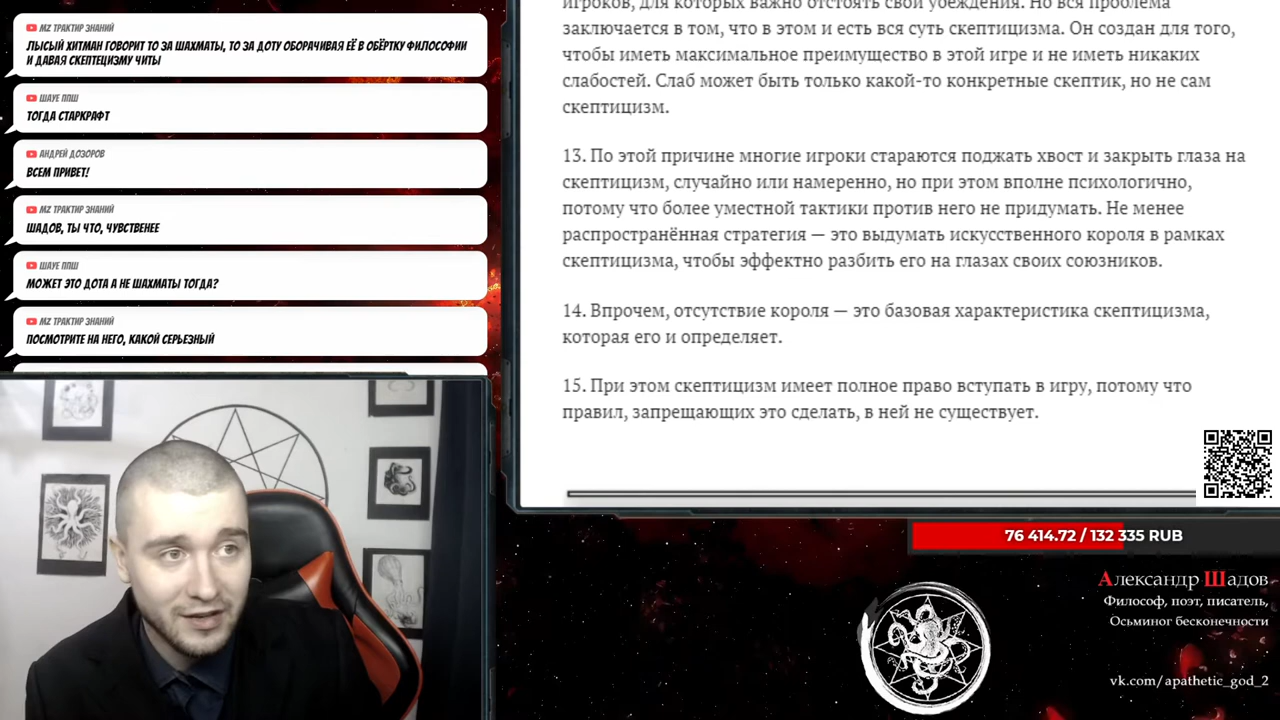 MZ ТРАКТИР ЗНАНИЙ
ЛЫСЫЙ ХИТМАН ГОВОРИТ ТО ЗА ШАХМАТЫ, ТО ЗА ДОТУ ОБОРАЧИВАЯ ЕЁ В ОБЁРТКУ ФИЛОСОФИИ
И ДАВАЯ СКЕПТЕЦИЗМУ ЧИТЫ
ШАУЕ ППШ
ТОГДА СТАРКРАФТ
АНДРЕЙ ДОЗОРОВ
ВСЕМ ПРИВЕТ!
MZ ТРАКТИР ЗНАНИЙ
ШАДОВ, ТЫ ЧТО, ЧУВСТВЕНЕЕ
ШАУЕ ППШ
МОЖЕТ ЭТО ДОТА А НЕ ШАХМАТЫ ТОГДА?
MZ ТРАКТИР ЗНАНИЙ
ПОСМОТРИТЕ НА НЕГО, КАКОЙ СЕРЬЕЗНЫЙ
игроков, для которых важно отстоять свои убеждения. Но вся проблема
заключается в том, что в этом и есть вся суть скептицизма. Он создан для того,
чтобы иметь максимальное преимущество в этой игре и не иметь никаких
слабостей. Слаб может быть только какой-то конкретные скептик, но не сам
скептицизм.
13. По этой причине многие игроки стараются поджать хвост и закрыть глаза на
скептицизм, случайно или намеренно, но при этом вполне психологично,
потому что более уместной тактики против него не придумать. Не менее
распространённая стратегия — это выдумать искусственного короля в рамках
скептицизма, чтобы эффектно разбить его на глазах своих союзников.
14. Впрочем, отсутствие короля — это базовая характеристика скептицизма,
которая его и определяет.
15. При этом скептицизм имеет полное право вступать в игру, потому что
правил, запрещающих это сделать, в ней не существует.
76 414.72 / 132 335 RUB
Александр Шадов
Философ, поэт, писатель,
Осьминог бесконечности
vk.com/apathetic_god_2